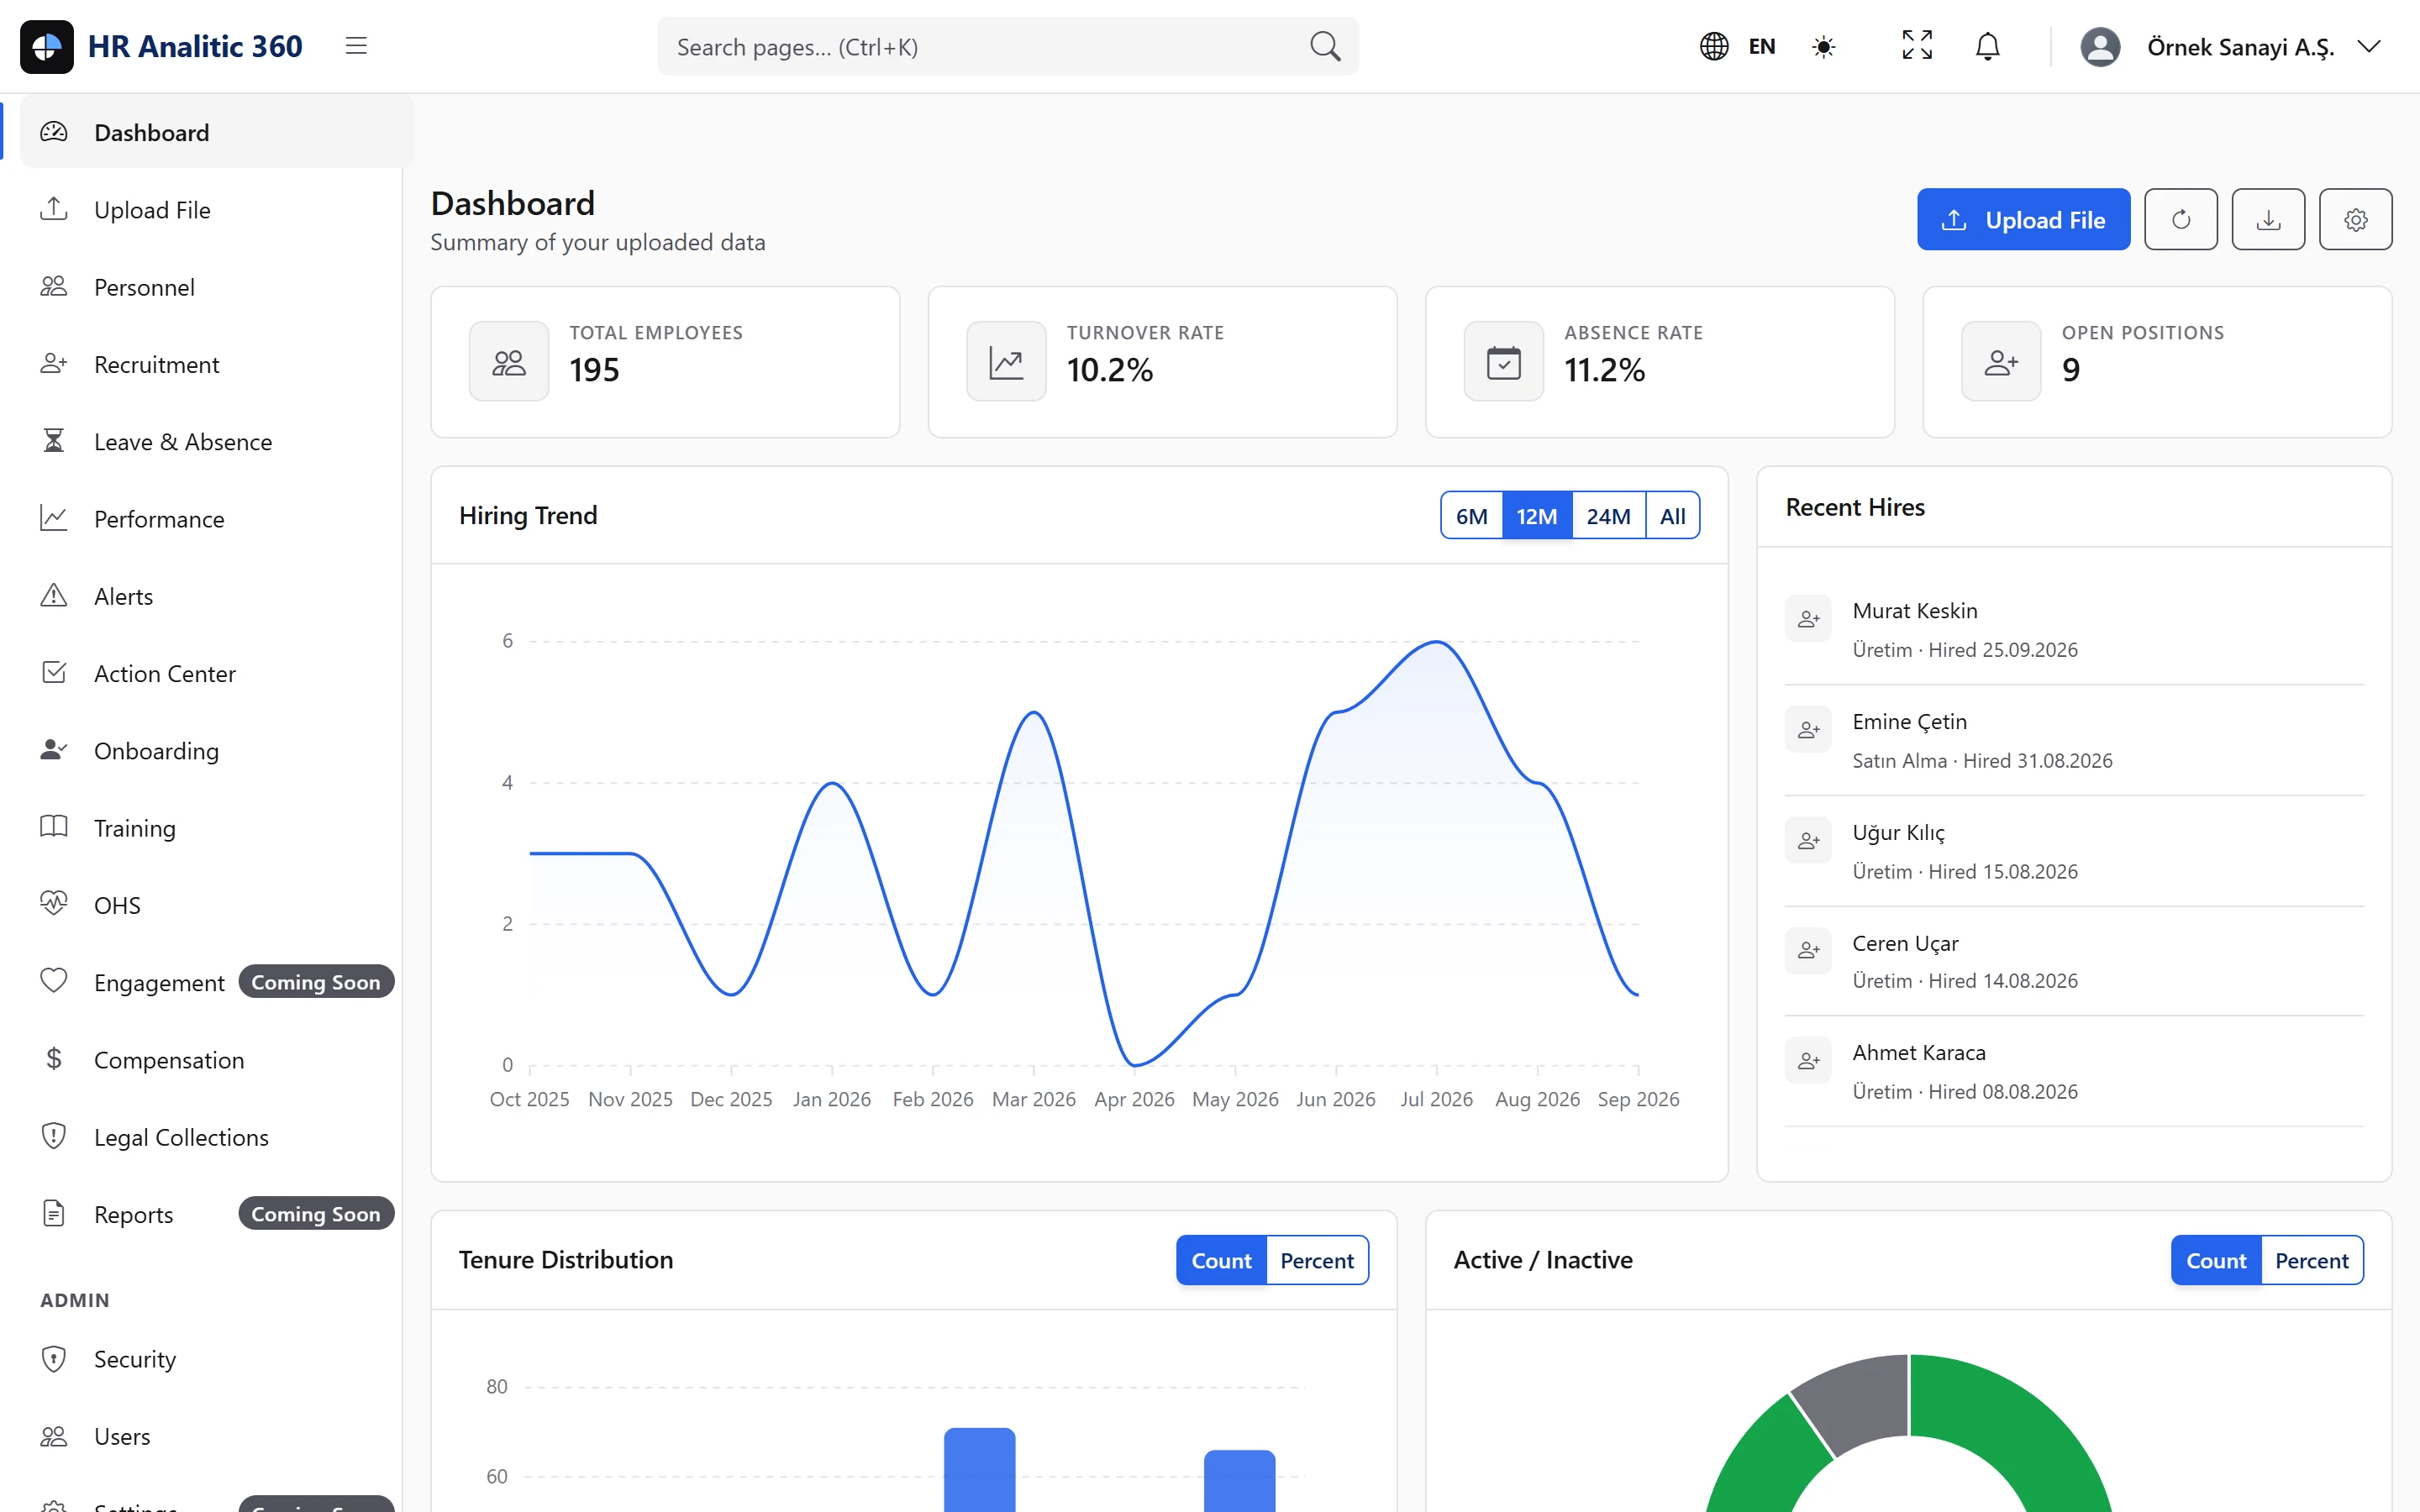 HR Analitic 360
Search pages... (Ctrl+K)
EN
Örnek Sanayi A.Ş.
Dashboard
Upload File
Personnel
Recruitment
Leave & Absence
Performance
Alerts
Action Center
Onboarding
Training
OHS
Engagement Coming Soon
Compensation
Legal Collections
Reports Coming Soon
ADMIN
Security
Users
Dashboard
Summary of your uploaded data
Upload File
TOTAL EMPLOYEES
195
TURNOVER RATE
10.2%
ABSENCE RATE
11.2%
OPEN POSITIONS
9
Hiring Trend
6M 12M 24M All
6
4
2
0
Oct 2025 Nov 2025 Dec 2025 Jan 2026 Feb 2026 Mar 2026 Apr 2026 May 2026 Jun 2026 Jul 2026 Aug 2026 Sep 2026
Recent Hires
Murat Keskin
Üretim · Hired 25.09.2026
Emine Çetin
Satın Alma · Hired 31.08.2026
Uğur Kılıç
Üretim · Hired 15.08.2026
Ceren Uçar
Üretim · Hired 14.08.2026
Ahmet Karaca
Üretim · Hired 08.08.2026
Tenure Distribution
Count Percent
80
60
Active / Inactive
Count Percent